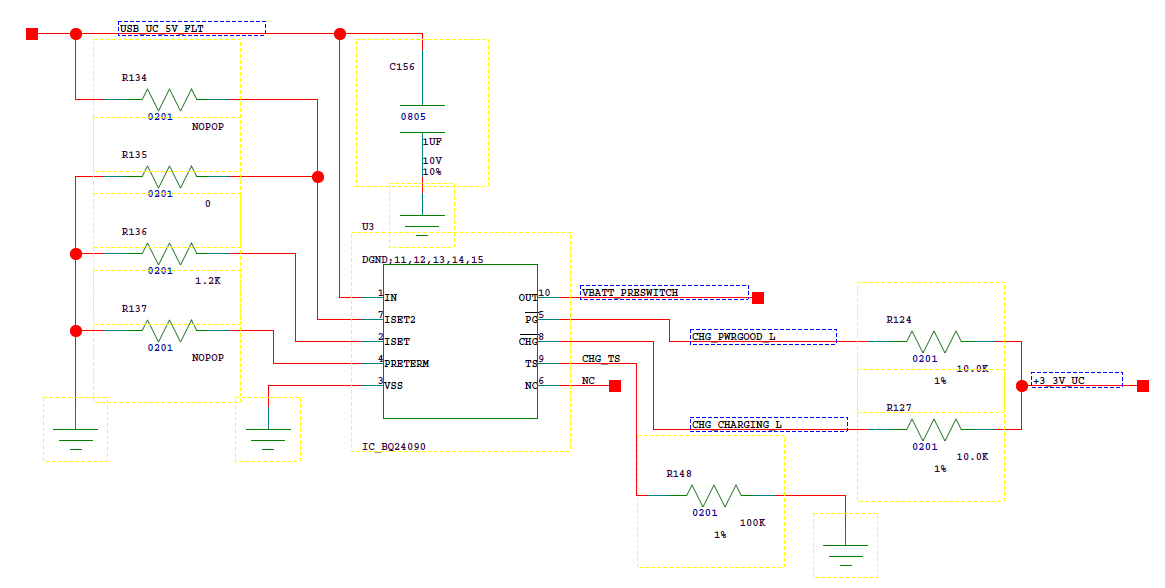 USB_UC_5V_FLT
R134
0201
NOPOP
R135
0201
0
R136
0201
1.2K
R137
0201
NOPOP
C156
0805
1UF
10V
10%
U3
DGND;11,12,13,14,15
1 IN
7 ISET2
2 ISET
4 PRETERM
3 VSS
OUT 10
PG 5
CHG 8
TS 9
NC 6
IC_BQ24090
VBATT_PRESWITCH
CHG_PWRGOOD_L
CHG_TS
NC
CHG_CHARGING_L
R124
0201
10.0K
1%
R127
0201
10.0K
1%
+3_3V_UC
R148
0201
100K
1%